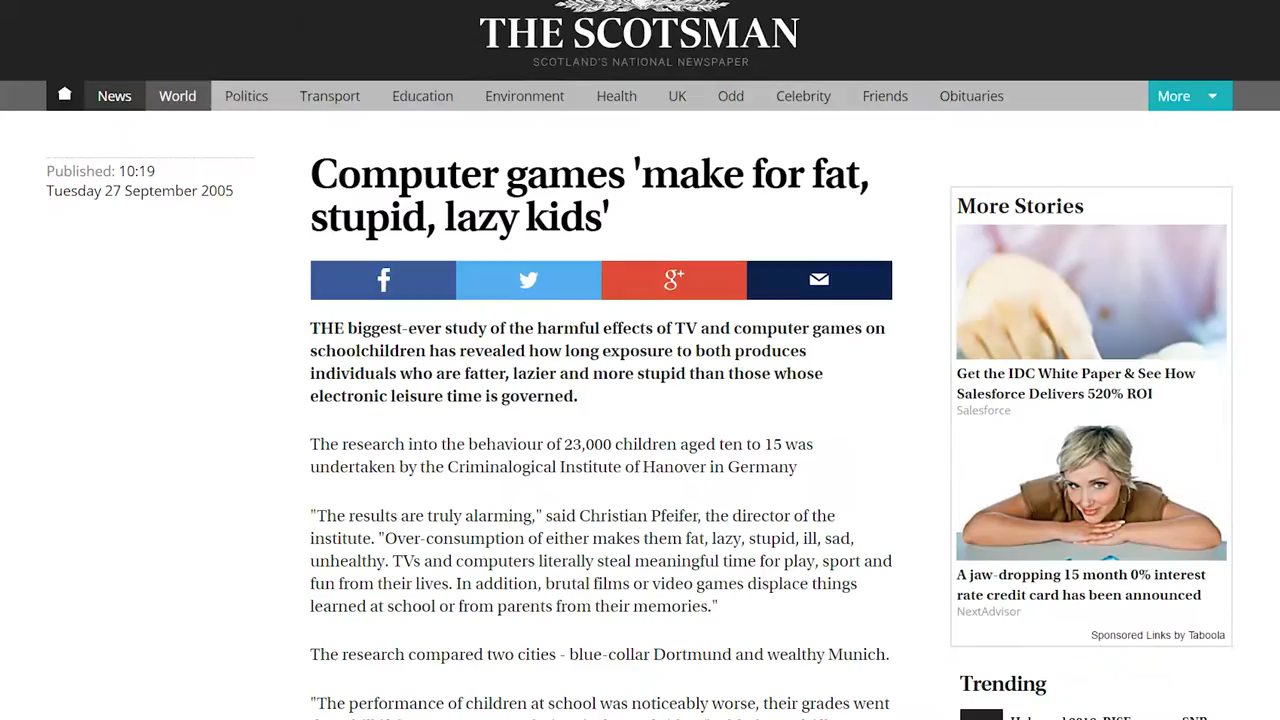 THE SCOTSMAN
SCOTLAND'S NATIONAL NEWSPAPER
News World Politics Transport Education Environment Health UK Odd Celebrity Friends Obituaries More
Published: 10:19
Tuesday 27 September 2005
Computer games 'make for fat,
stupid, lazy kids'
f g+
THE biggest-ever study of the harmful effects of TV and computer games on
schoolchildren has revealed how long exposure to both produces
individuals who are fatter, lazier and more stupid than those whose
electronic leisure time is governed.
The research into the behaviour of 23,000 children aged ten to 15 was
undertaken by the Criminalogical Institute of Hanover in Germany
"The results are truly alarming," said Christian Pfeifer, the director of the
institute. "Over-consumption of either makes them fat, lazy, stupid, ill, sad,
unhealthy. TVs and computers literally steal meaningful time for play, sport and
fun from their lives. In addition, brutal films or video games displace things
learned at school or from parents from their memories."
The research compared two cities - blue-collar Dortmund and wealthy Munich.
"The performance of children at school was noticeably worse, their grades went
More Stories
Get the IDC White Paper & See How
Salesforce Delivers 520% ROI
Salesforce
A jaw-dropping 15 month 0% interest
rate credit card has been announced
NextAdvisor
Sponsored Links by Taboola
Trending